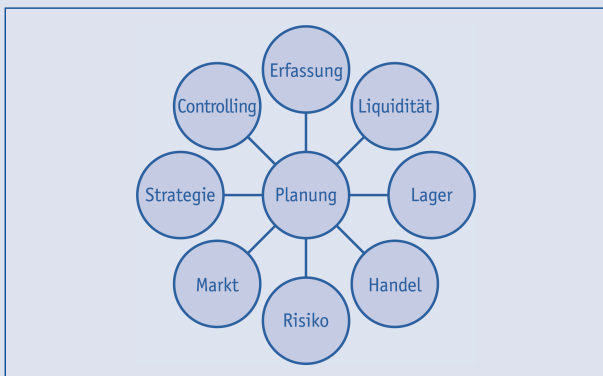 Erfassung
Controlling
Liquidität
Strategie
Planung
Lager
Markt
Handel
Risiko